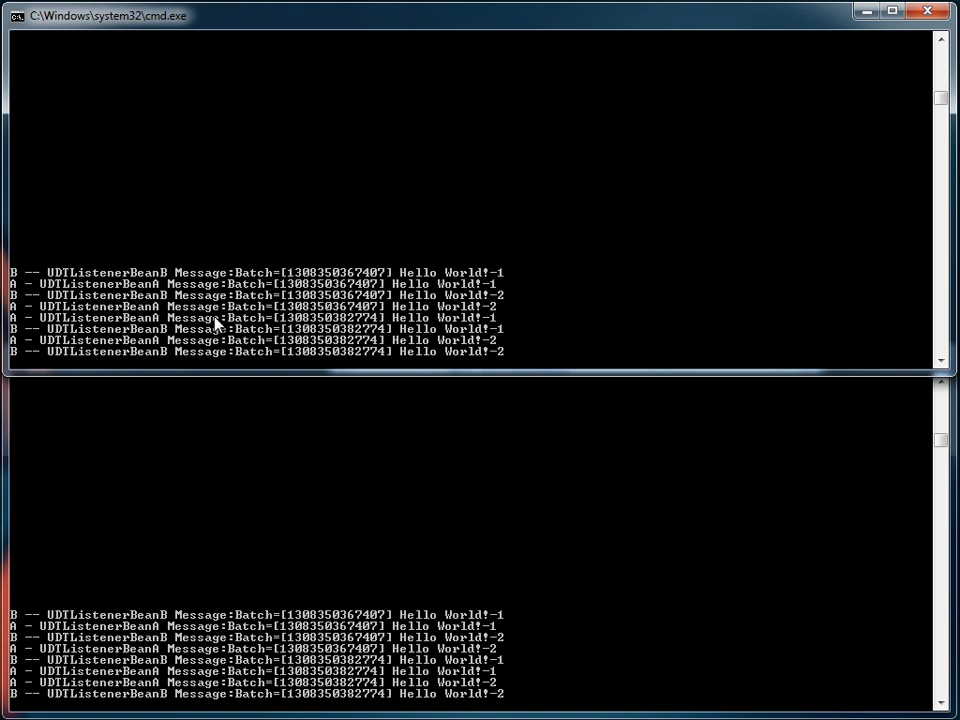 C:\Windows\system32\cmd.exe
B -- UDTListenerBeanB Message:Batch=[1308350367407] Hello World!-1
A - UDTListenerBeanA Message:Batch=[1308350367407] Hello World!-1
B -- UDTListenerBeanB Message:Batch=[1308350367407] Hello World!-2
A - UDTListenerBeanA Message:Batch=[1308350367407] Hello World!-2
A - UDTListenerBeanA Message:Batch=[1308350382774] Hello World!-1
B -- UDTListenerBeanB Message:Batch=[1308350382774] Hello World!-1
A - UDTListenerBeanA Message:Batch=[1308350382774] Hello World!-2
B -- UDTListenerBeanB Message:Batch=[1308350382774] Hello World!-2
B -- UDTListenerBeanB Message:Batch=[1308350367407] Hello World!-1
A - UDTListenerBeanA Message:Batch=[1308350367407] Hello World!-1
B -- UDTListenerBeanB Message:Batch=[1308350367407] Hello World!-2
A - UDTListenerBeanA Message:Batch=[1308350367407] Hello World!-2
B -- UDTListenerBeanB Message:Batch=[1308350382774] Hello World!-1
A - UDTListenerBeanA Message:Batch=[1308350382774] Hello World!-1
A - UDTListenerBeanA Message:Batch=[1308350382774] Hello World!-2
B -- UDTListenerBeanB Message:Batch=[1308350382774] Hello World!-2